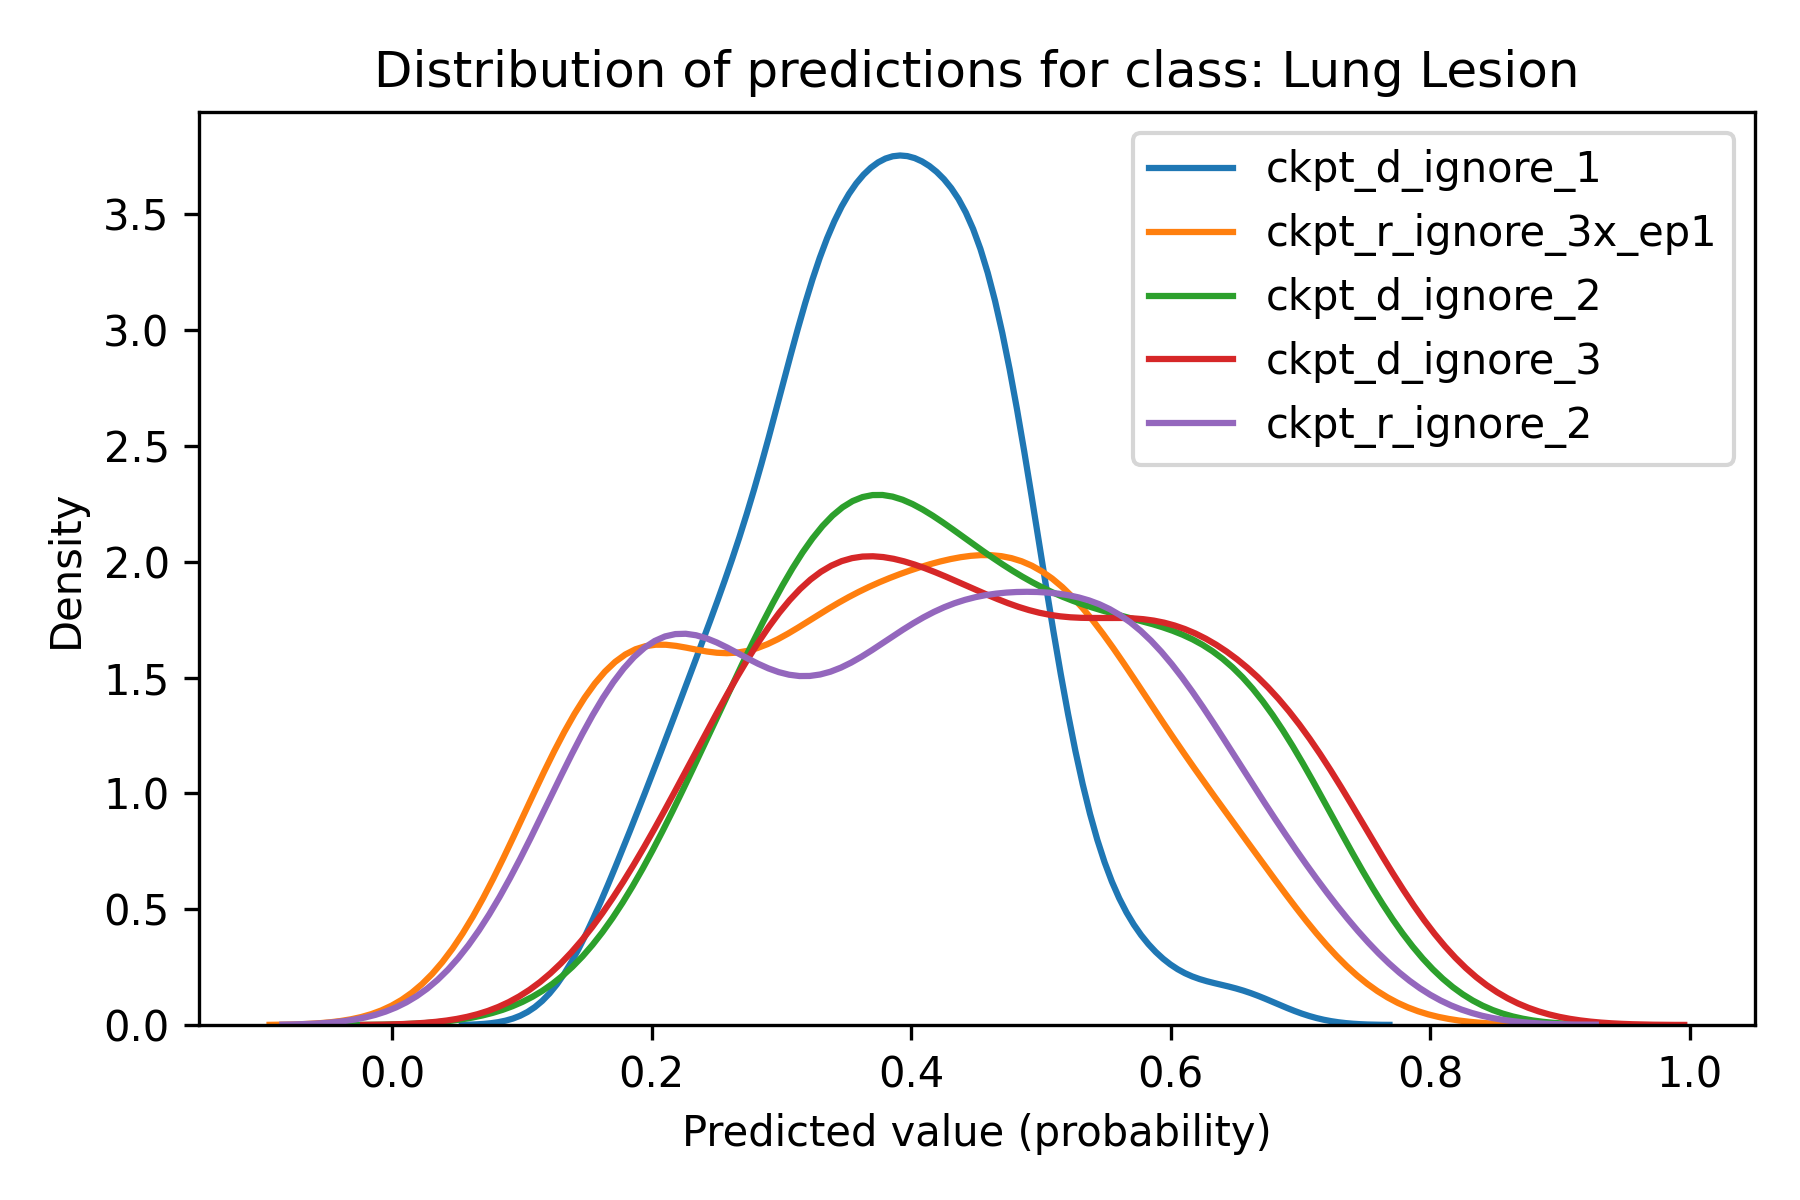 Distribution of predictions for class: Lung Lesion
ckpt_d_ignore_1
ckpt_r_ignore_3x_ep1
ckpt_d_ignore_2
ckpt_d_ignore_3
ckpt_r_ignore_2
Density
3.5
3.0
2.5
2.0
1.5
1.0
0.5
0.0
0.0 0.2 0.4 0.6 0.8 1.0
Predicted value (probability)